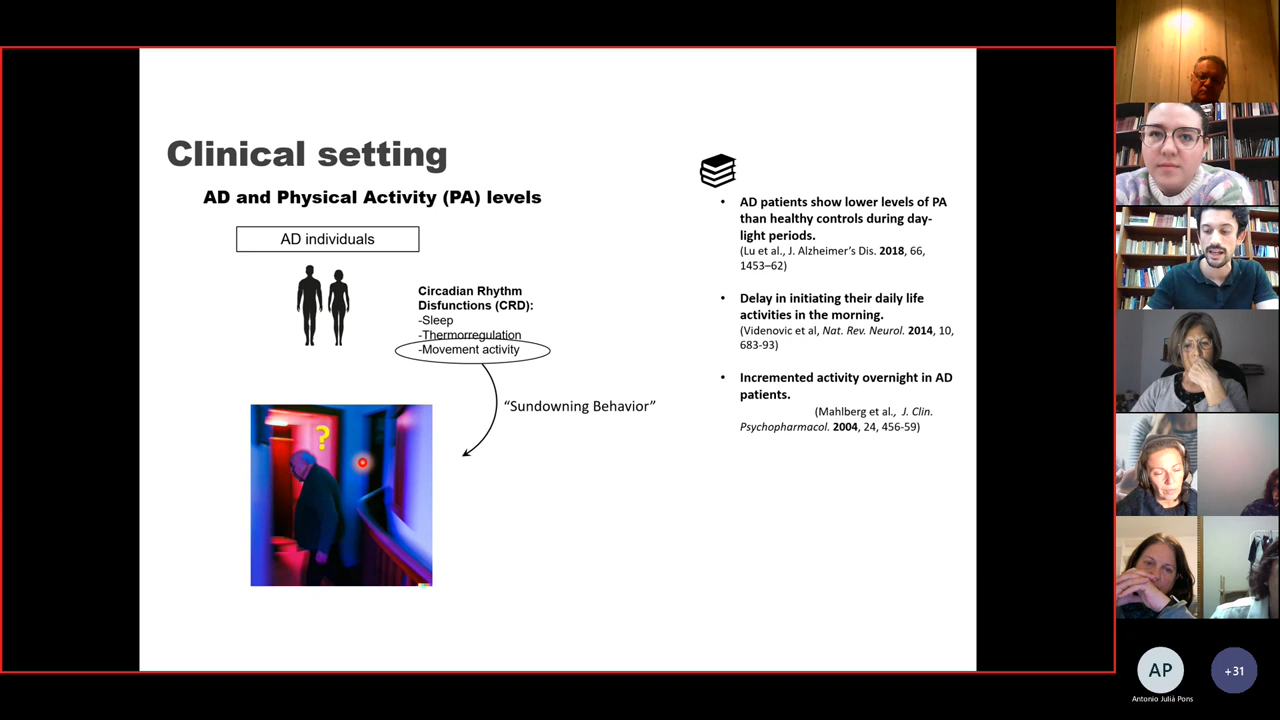 Clinical setting
AD and Physical Activity (PA) levels
AD individuals
Circadian Rhythm
Disfunctions (CRD):
-Sleep
-Thermorregulation
-Movement activity
“Sundowning Behavior”
?
• AD patients show lower levels of PA
than healthy controls during day-
light periods.
(Lu et al., J. Alzheimer’s Dis. 2018, 66,
1453–62)
• Delay in initiating their daily life
activities in the morning.
(Videnovic et al, Nat. Rev. Neurol. 2014, 10,
683-93)
• Incremented activity overnight in AD
patients.
(Mahlberg et al., J. Clin.
Psychopharmacol. 2004, 24, 456-59)
AP
Antonio Julià Pons
+31